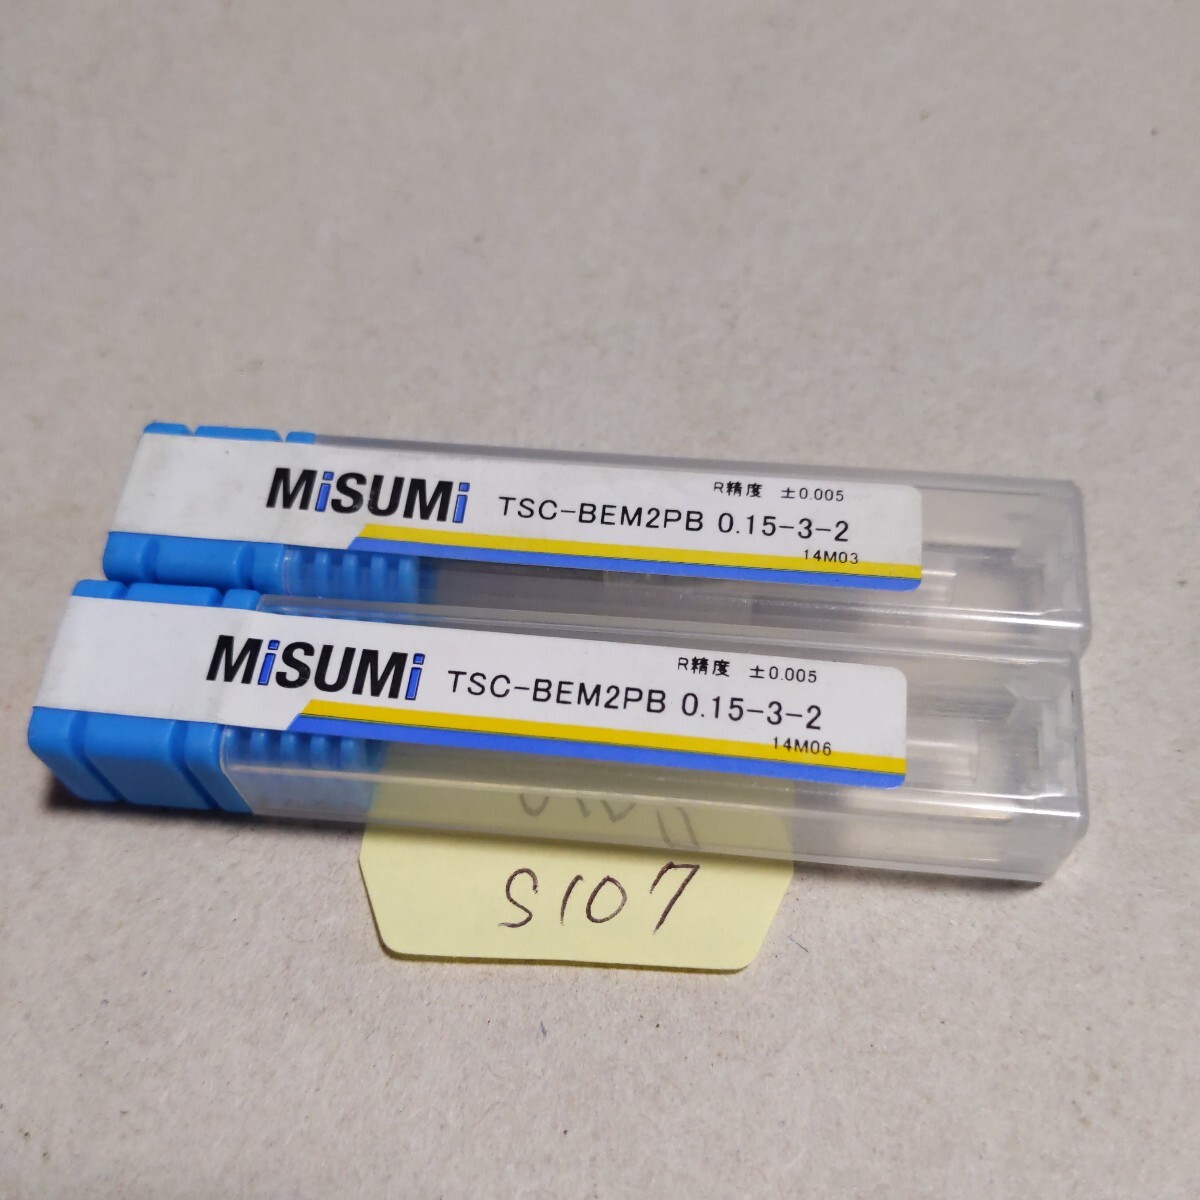 MiSUMi
R精度 ±0.005
TSC-BEM2PB 0.15-3-2
14M03
MiSUMi
R精度 ±0.005
TSC-BEM2PB 0.15-3-2
14M06
S107